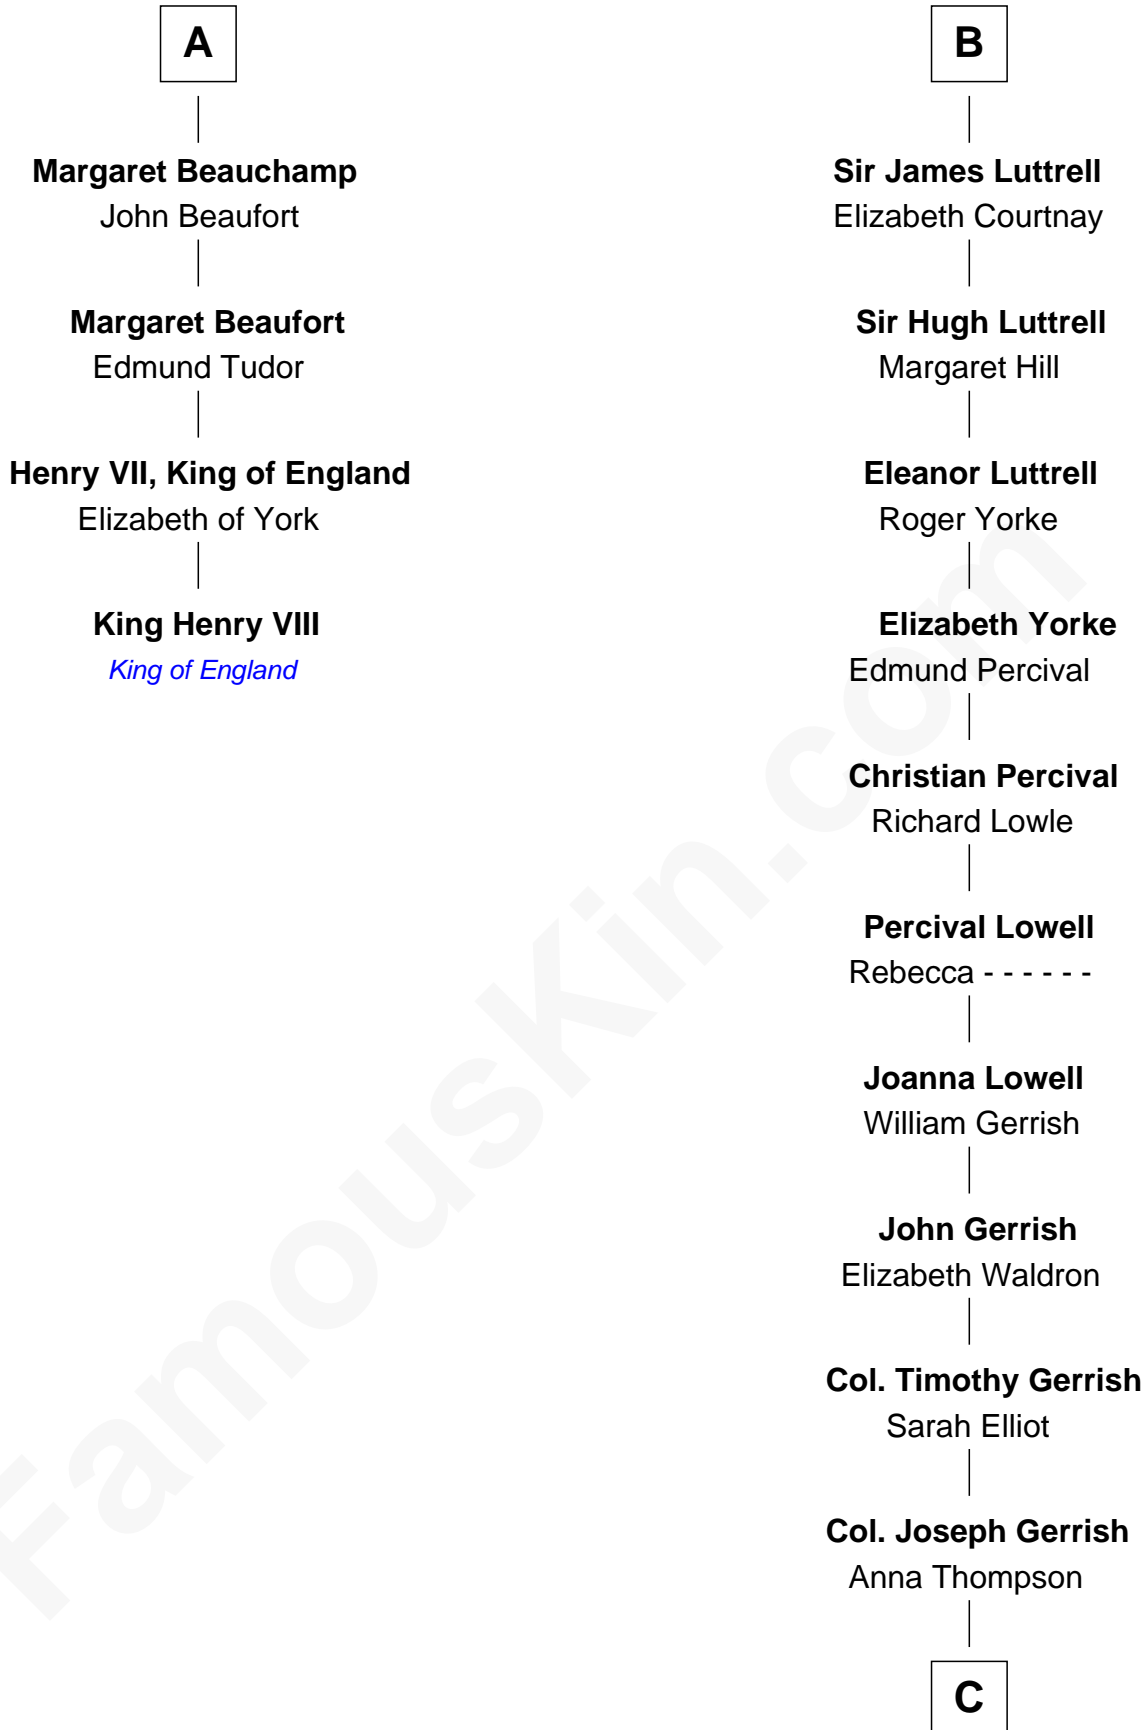 A
Margaret Beauchamp
John Beaufort
Margaret Beaufort
Edmund Tudor
Henry VII, King of England
Elizabeth of York
King Henry VIII
King of England
B
Sir James Luttrell
Elizabeth Courtnay
Sir Hugh Luttrell
Margaret Hill
Eleanor Luttrell
Roger Yorke
Elizabeth Yorke
Edmund Percival
Christian Percival
Richard Lowle
Percival Lowell
Rebecca - - - - - -
Joanna Lowell
William Gerrish
John Gerrish
Elizabeth Waldron
Col. Timothy Gerrish
Sarah Elliot
Col. Joseph Gerrish
Anna Thompson
C
FamousKin.com